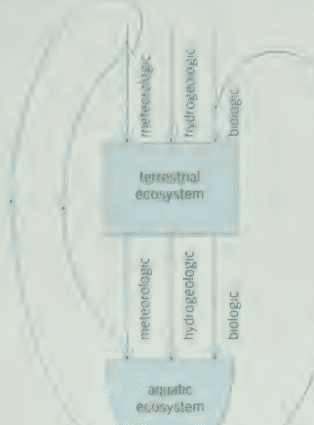 meteorologic
hydrogeologic
biologic
terrestrial
ecosystem
meteorologic
hydrogeologic
biologic
aquatic
ecosystem